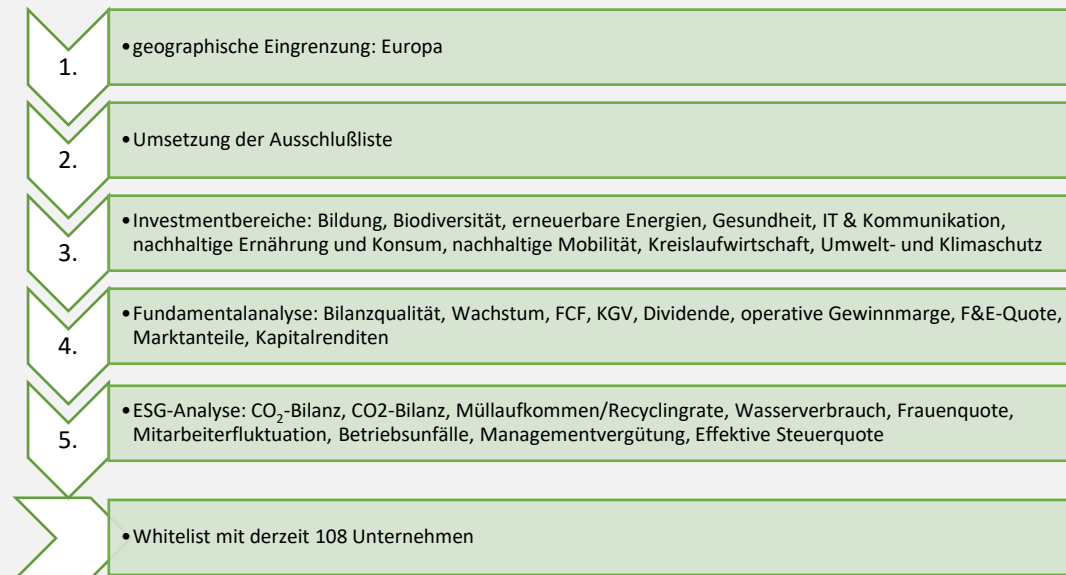 1.
•geographische Eingrenzung: Europa
2.
•Umsetzung der Ausschlußliste
3.
•Investmentbereiche: Bildung, Biodiversität, erneuerbare Energien, Gesundheit, IT & Kommunikation,
nachhaltige Ernährung und Konsum, nachhaltige Mobilität, Kreislaufwirtschaft, Umwelt- und Klimaschutz
4.
•Fundamentalanalyse: Bilanzqualität, Wachstum, FCF, KGV, Dividende, operative Gewinnmarge, F&E-Quote,
Marktanteile, Kapitalrenditen
5.
•ESG-Analyse: CO₂-Bilanz, CO2-Bilanz, Müllaufkommen/Recyclingrate, Wasserverbrauch, Frauenquote,
Mitarbeiterfluktuation, Betriebsunfälle, Managementvergütung, Effektive Steuerquote
•Whitelist mit derzeit 108 Unternehmen